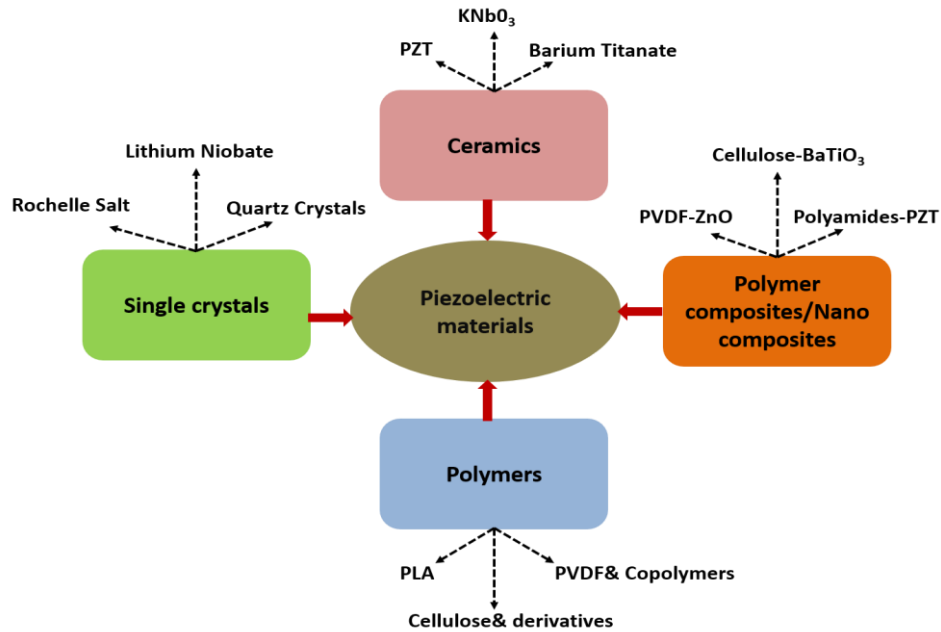 KNb0₃
PZT
Barium Titanate
Ceramics
Lithium Niobate
Rochelle Salt
Quartz Crystals
Single crystals
Cellulose-BaTiO₃
PVDF-ZnO
Polyamides-PZT
Polymer
composites/Nano
composites
Piezoelectric
materials
Polymers
PLA
PVDF& Copolymers
Cellulose& derivatives